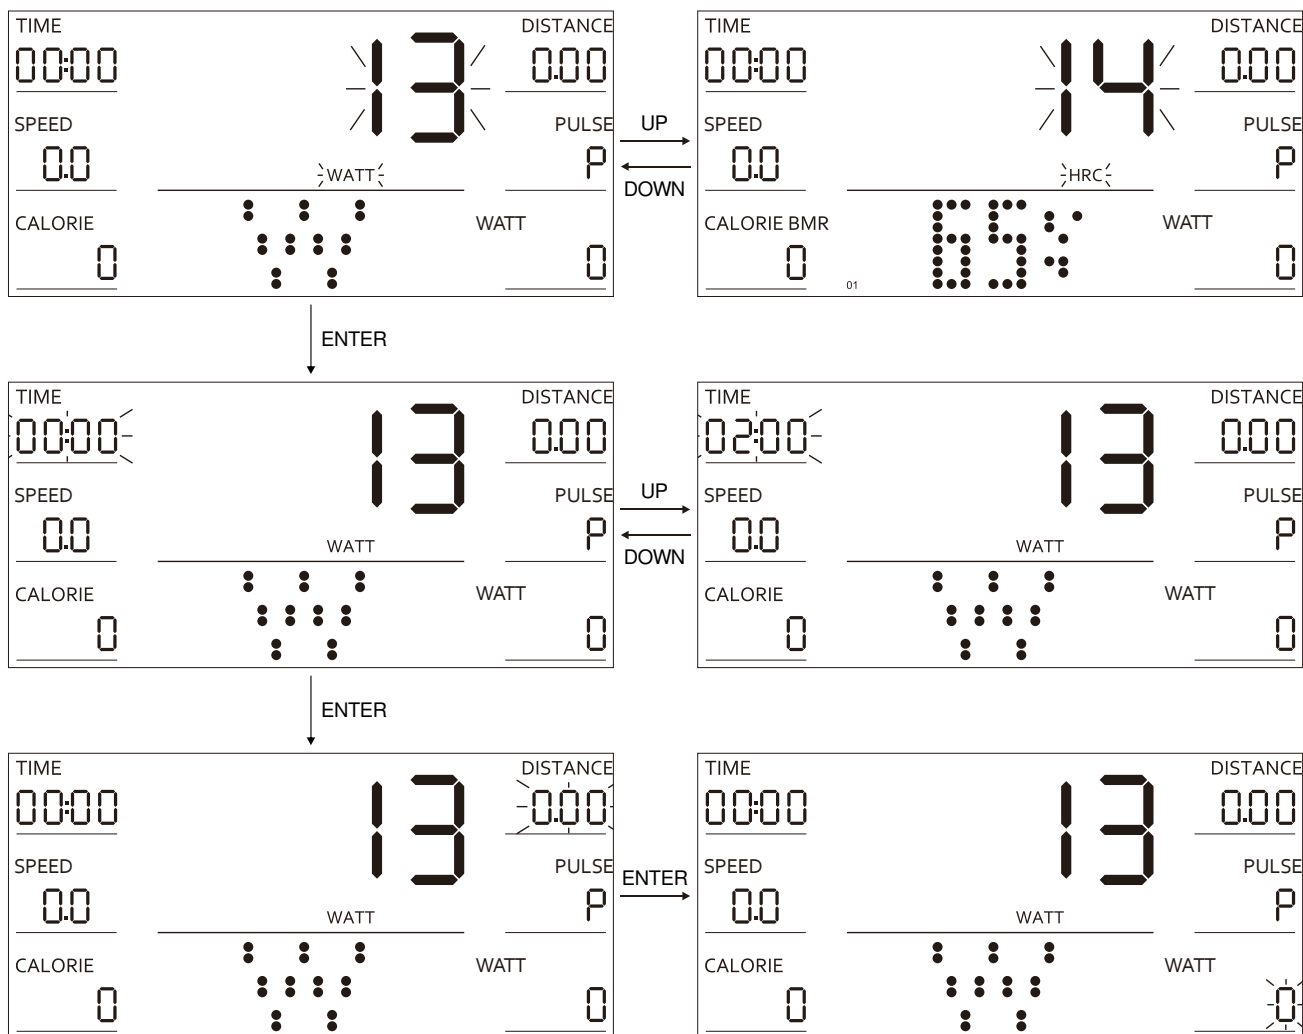 TIME
00:00
13
DISTANCE
0.00
SPEED
0.0
PULSE
P
WATT
CALORIE
0
W
WATT
0
UP
DOWN
TIME
00:00
14
DISTANCE
0.00
SPEED
0.0
PULSE
P
HRC
CALORIE BMR
0
01
65%
WATT
0
ENTER
TIME
00:00
13
DISTANCE
0.00
SPEED
0.0
PULSE
P
WATT
CALORIE
0
W
WATT
0
UP
DOWN
TIME
02:00
13
DISTANCE
0.00
SPEED
0.0
PULSE
P
WATT
CALORIE
0
W
WATT
0
ENTER
TIME
00:00
13
DISTANCE
0.00
SPEED
0.0
PULSE
P
WATT
CALORIE
0
W
WATT
0
ENTER
TIME
00:00
13
DISTANCE
0.00
SPEED
0.0
PULSE
P
WATT
CALORIE
0
W
WATT
0